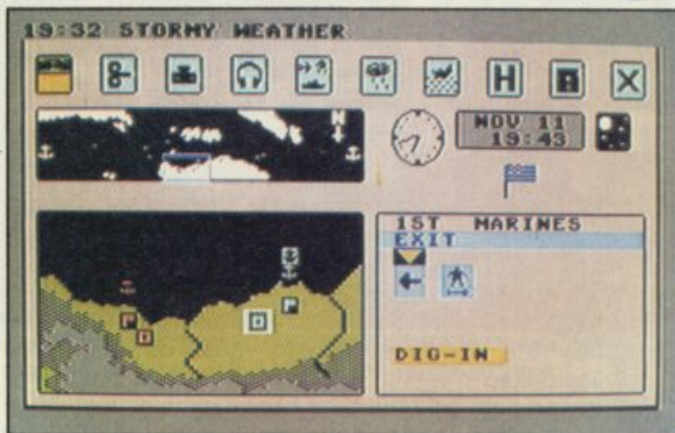 19:32 STORMY WEATHER
H
X
N
NOV 11
19:43
1ST MARINES
EXIT
DIG-IN